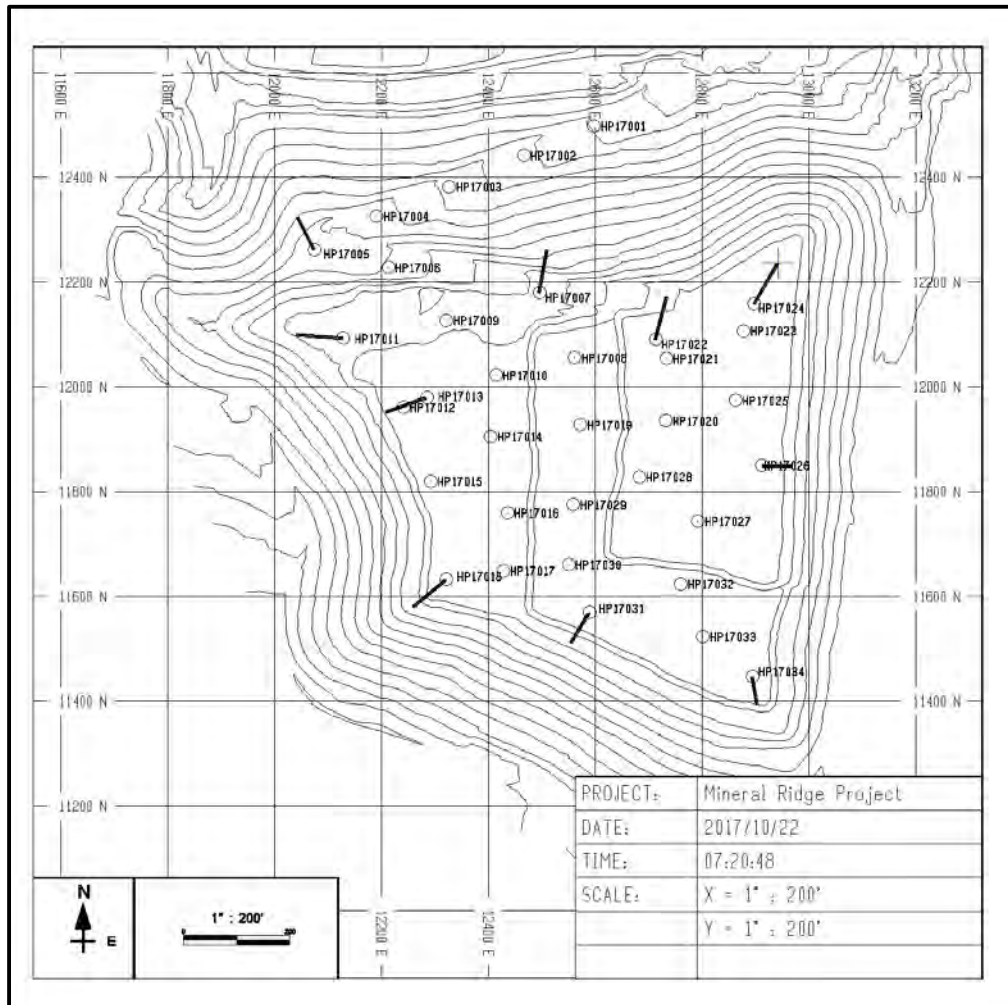 11600 E
11800 E
12000 E
12200 E
12400 E
12600 E
12800 E
13000 E
13200 E
HP17001
HP17002
12400 N
12400 N
HP17003
HP17004
HP17005
HP17006
12200 N
12200 N
HP17007
HP17024
HP17009
HP17023
HP17011
HP17022
HP17008
HP17021
12000 N
12000 N
HP17010
HP17013
HP17025
HP17012
HP17020
HP17019
HP17014
HP17026
HP17028
HP17015
11800 N
11800 N
HP17029
HP17016
HP17027
HP17030
HP17017
HP17032
11600 N
11600 N
HP17031
HP17033
HP17034
11400 N
11400 N
11200 N
PROJECT: Mineral Ridge Project
DATE: 2017/10/22
TIME: 07:20:48
SCALE: X = 1" : 200'
Y = 1" : 200'
N
E
1" : 200'
0 200
12200 E
12400 E